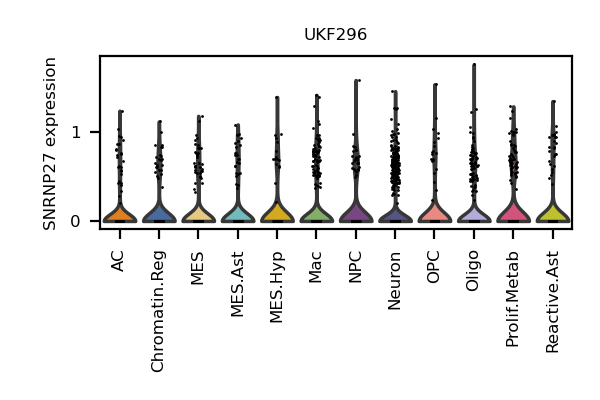 UKF296
SNRNP27 expression
1
0
AC
Chromatin.Reg
MES
MES.Ast
MES.Hyp
Mac
NPC
Neuron
OPC
Oligo
Prolif.Metab
Reactive.Ast